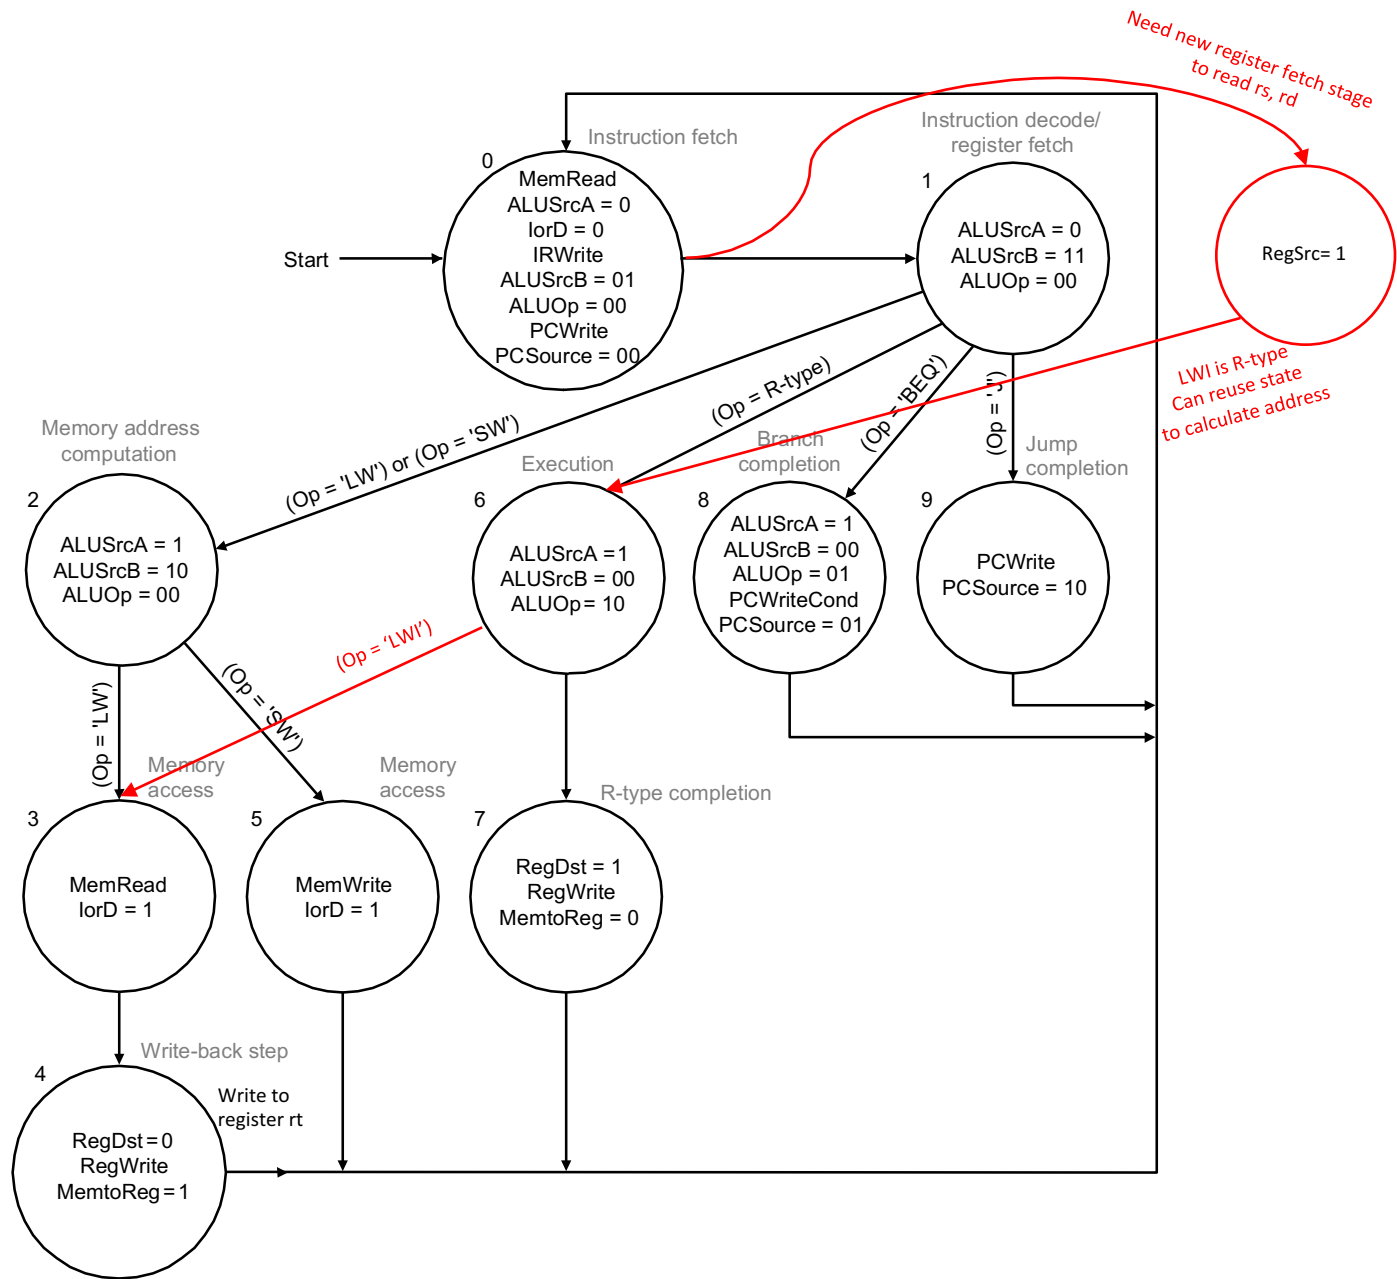 Need new register fetch stage
to read rs, rd
Instruction fetch
Instruction decode/
register fetch
0
MemRead
ALUSrcA = 0
IorD = 0
IRWrite
ALUSrcB = 01
ALUOp = 00
PCWrite
PCSource = 00
Start
1
ALUSrcA = 0
ALUSrcB = 11
ALUOp = 00
RegSrc= 1
LWI is R-type
Can reuse state
to calculate address
(Op = 'LW') or (Op = 'SW')
(Op = R-type)
(Op = 'BEQ')
(Op = 'J')
Memory address
computation
2
ALUSrcA = 1
ALUSrcB = 10
ALUOp = 00
Execution
6
ALUSrcA =1
ALUSrcB = 00
ALUOp= 10
Branch
completion
8
ALUSrcA = 1
ALUSrcB = 00
ALUOp = 01
PCWriteCond
PCSource = 01
Jump
completion
9
PCWrite
PCSource = 10
(Op = 'LW')
(Op = 'SW')
(Op = ‘LWI’)
Memory
access
3
MemRead
IorD = 1
Memory
access
5
MemWrite
IorD = 1
R-type completion
7
RegDst = 1
RegWrite
MemtoReg = 0
Write-back step
4
RegDst=0
RegWrite
MemtoReg=1
Write to
register rt